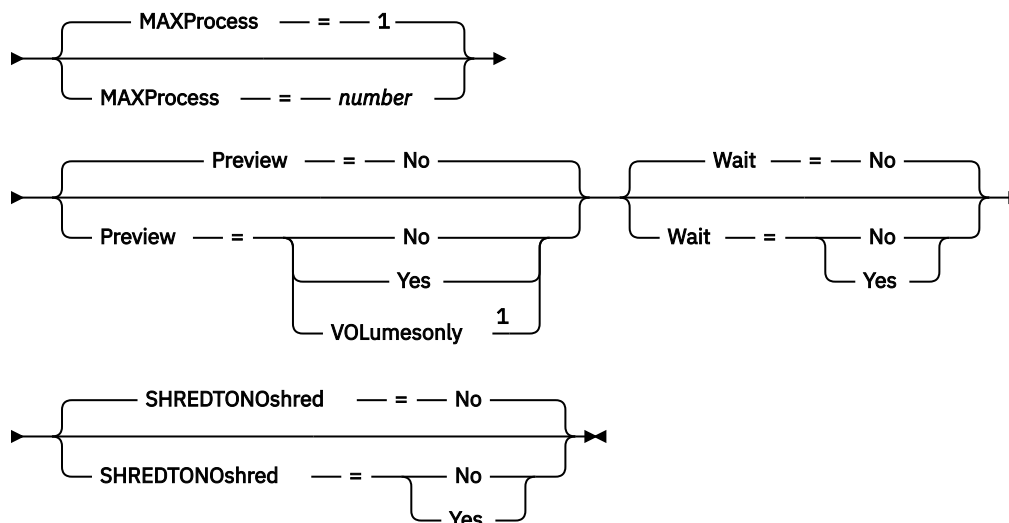 MAXProcess = 1
MAXProcess = number
Preview = No Wait = No
Preview = No Wait = No
Yes Yes
VOLumesonly 1
SHREDTONOshred = No
SHREDTONOshred = No
Yes